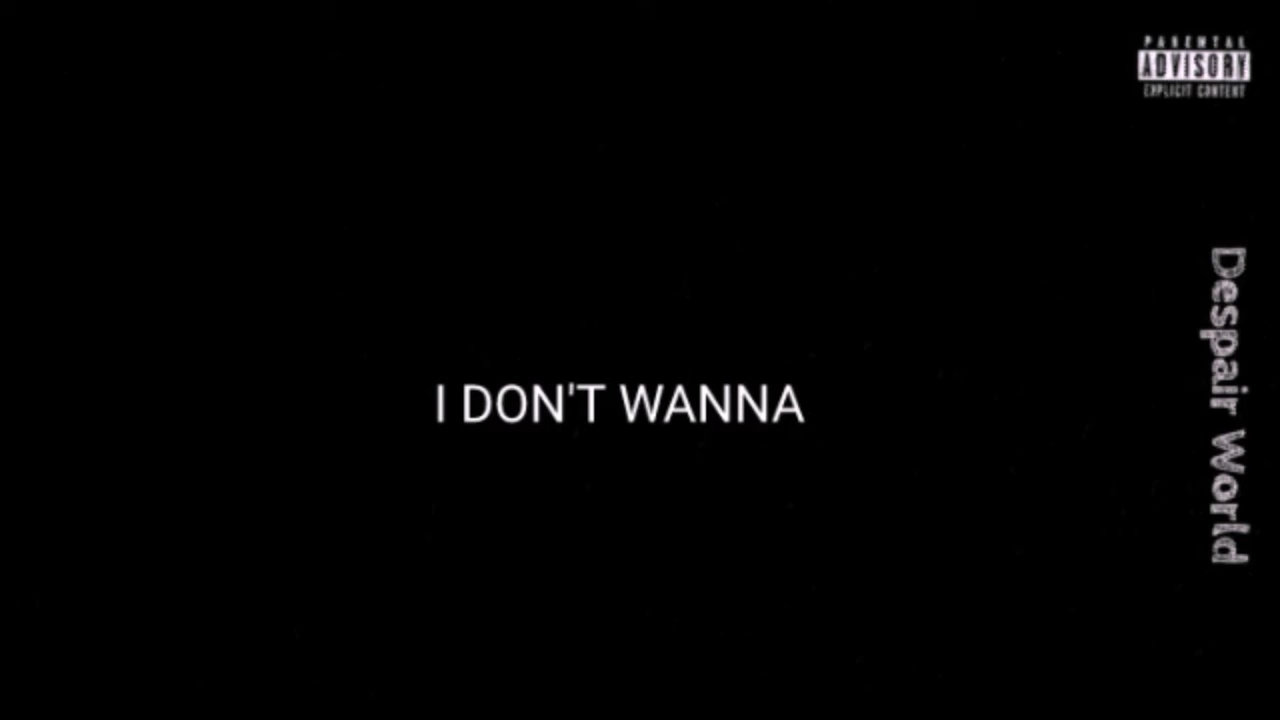 PARENTAL
ADVISORY
EXPLICIT CONTENT
I DON'T WANNA
Despair World